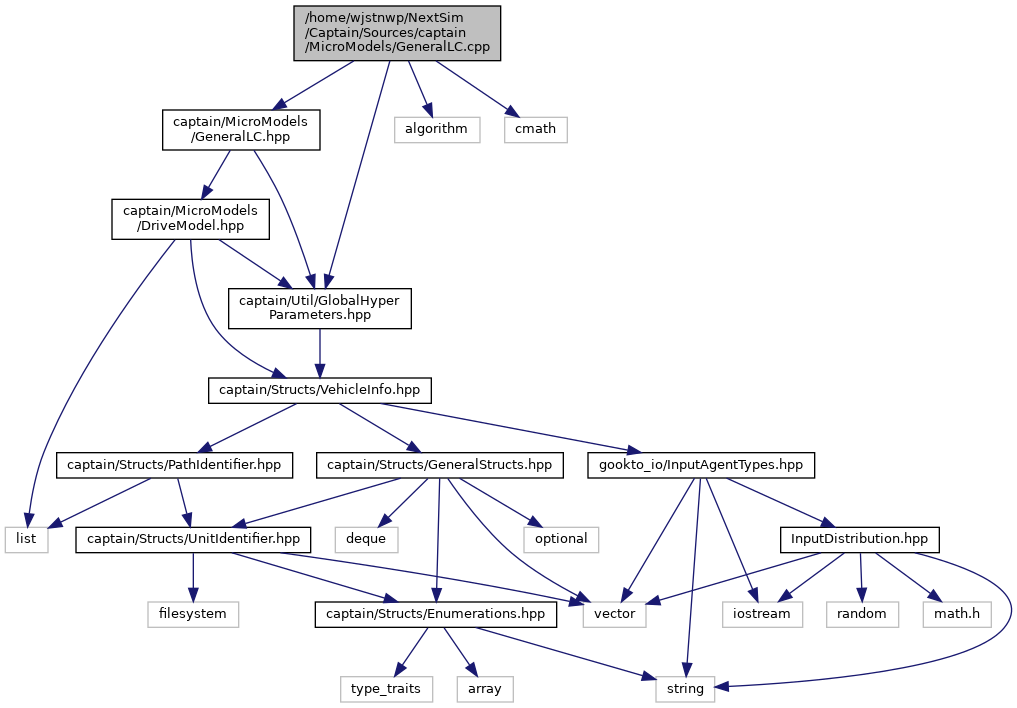 /home/wjstnwp/NextSim
/Captain/Sources/captain
/MicroModels/GeneralLC.cpp
captain/MicroModels
/GeneralLC.hpp
algorithm
cmath
captain/MicroModels
/DriveModel.hpp
captain/Util/GlobalHyper
Parameters.hpp
captain/Structs/VehicleInfo.hpp
captain/Structs/PathIdentifier.hpp
captain/Structs/GeneralStructs.hpp
gookto_io/InputAgentTypes.hpp
list
captain/Structs/UnitIdentifier.hpp
deque
optional
InputDistribution.hpp
filesystem
captain/Structs/Enumerations.hpp
vector
iostream
random
math.h
type_traits
array
string